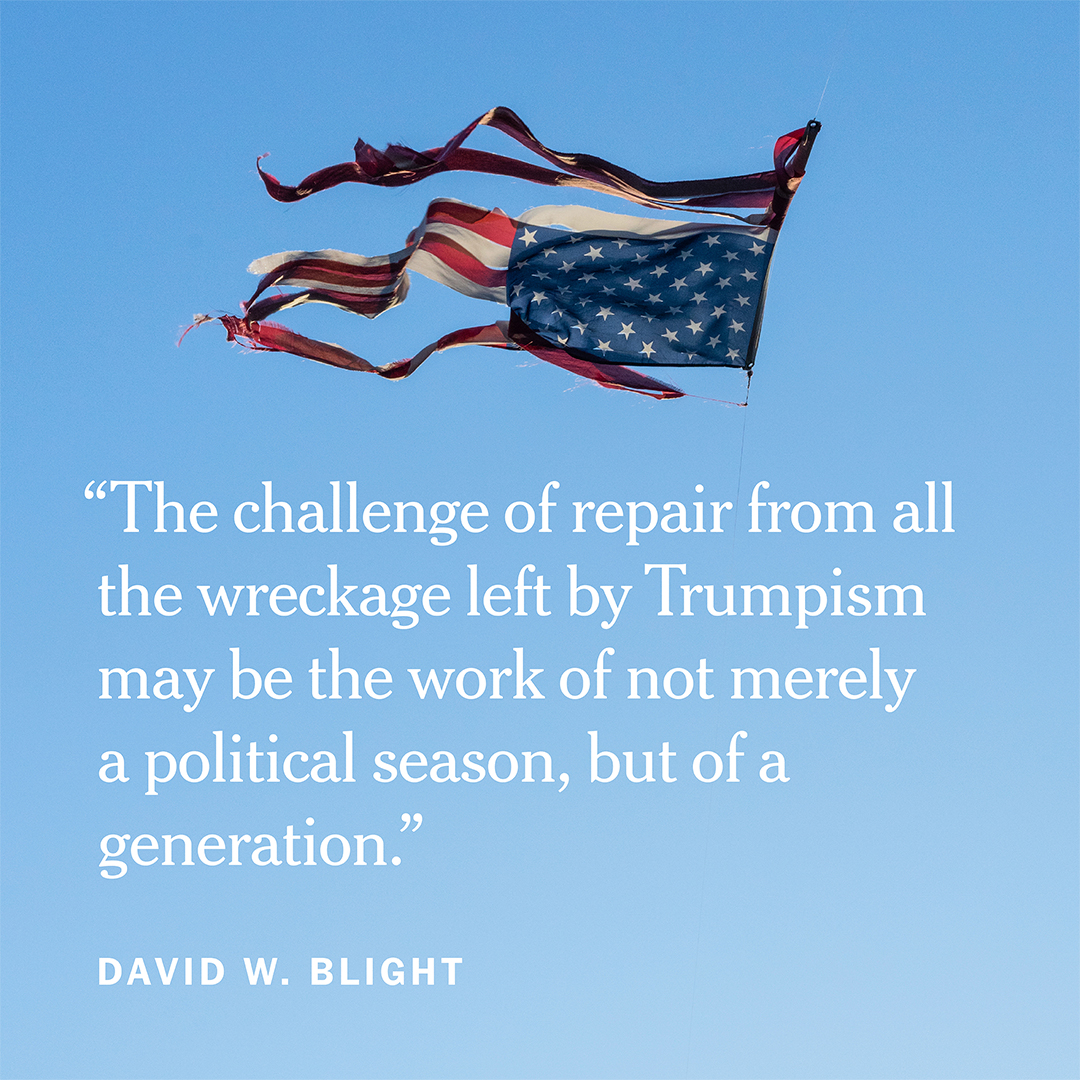 “The challenge of repair from all
the wreckage left by Trumpism
may be the work of not merely
a political season, but of a
generation.”
DAVID W. BLIGHT